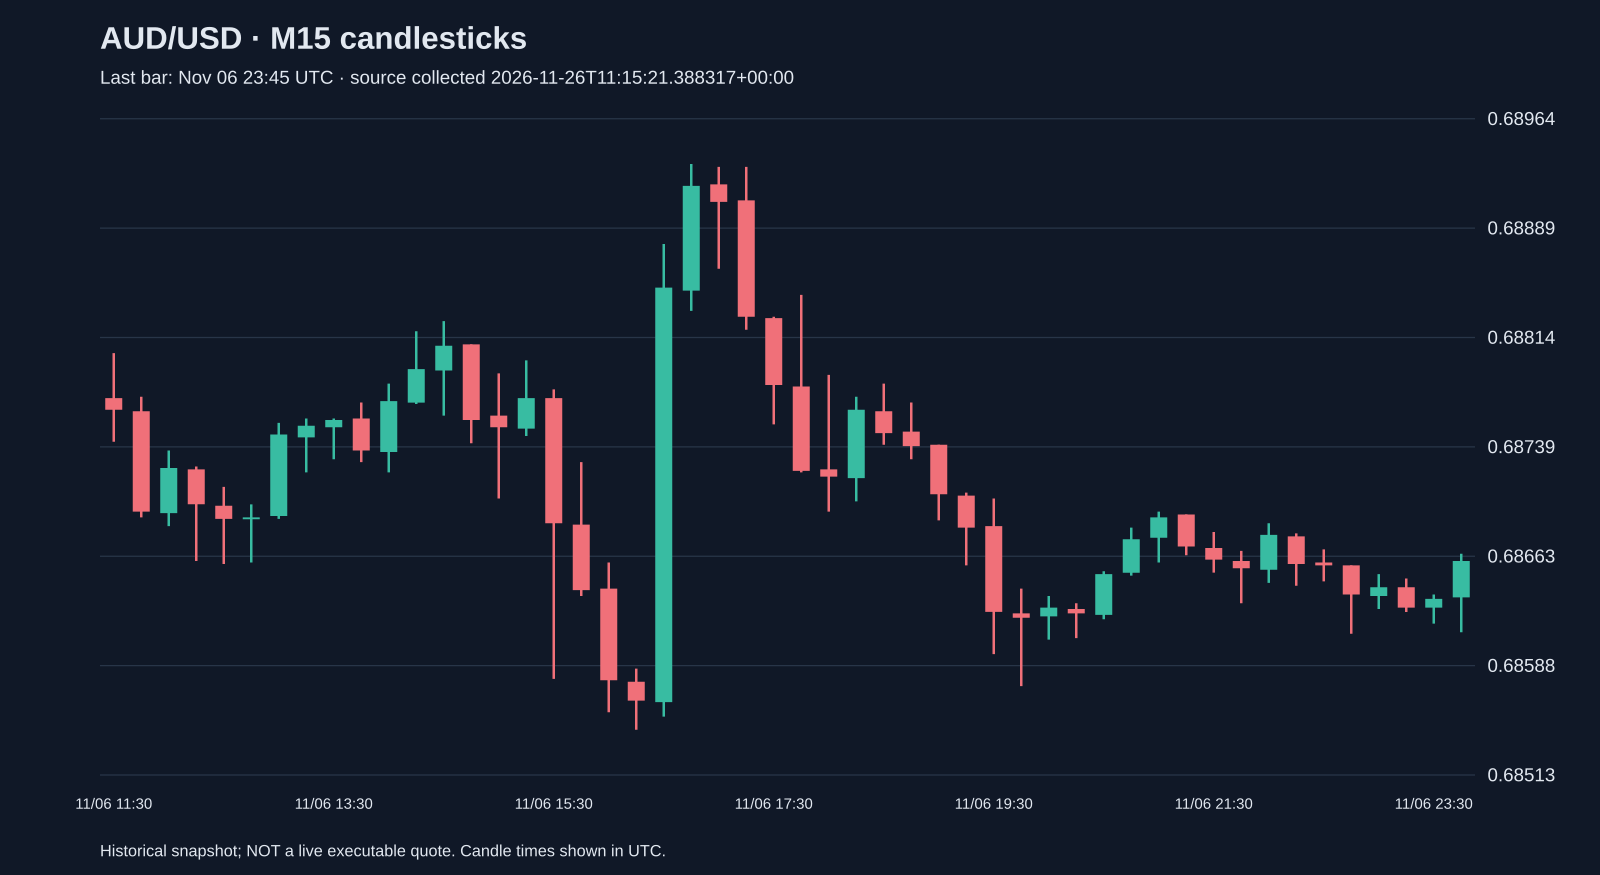 AUD/USD · M15 candlesticks
Last bar: Nov 06 23:45 UTC · source collected 2026-11-26T11:15:21.388317+00:00
0.68964
0.68889
0.68814
0.68739
0.68663
0.68588
0.68513
11/06 11:30 11/06 13:30 11/06 15:30 11/06 17:30 11/06 19:30 11/06 21:30 11/06 23:30
Historical snapshot; NOT a live executable quote. Candle times shown in UTC.